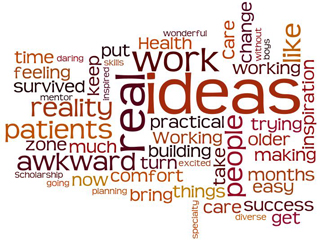 wonderful
Health
Care
change
without
boys
like
time
daring
put
skills
work
feeling
keep
inspired
real
working
survived
mentor
ideas
reality
practical
trying
inspiration
patients
Working
people
older
zone
much
building
take
making
awkward
turn
excited
months
Scholarship
going
now
comfort
easy
planning
bring
things
specialty
care
success
diverse
get